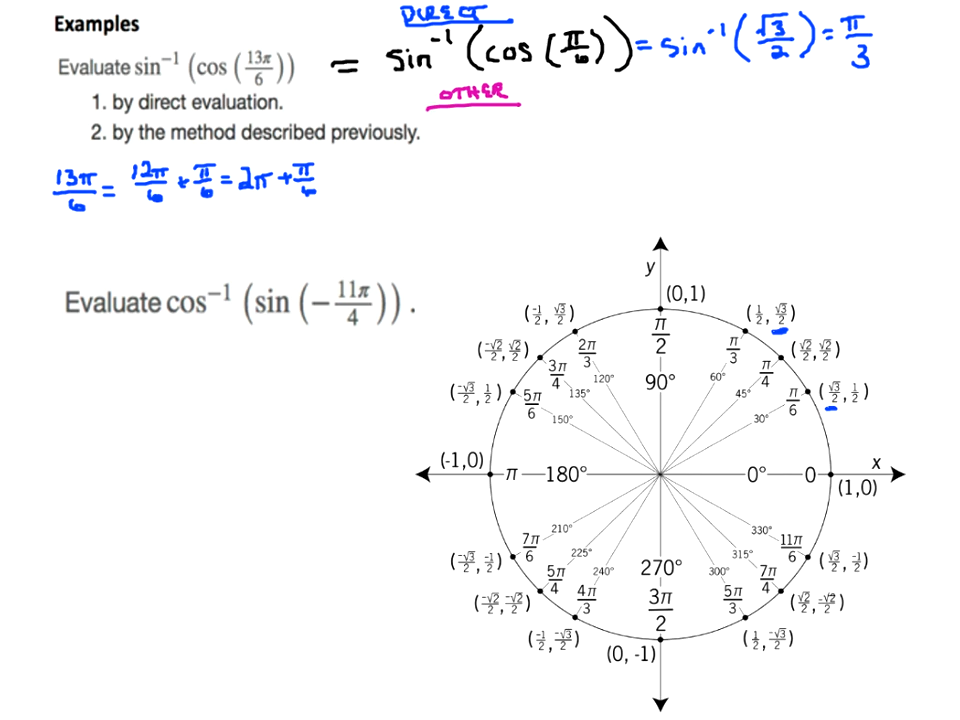 Examples
DIRECT
Evaluate sin⁻¹ (cos (13π/6)) = sin⁻¹ (cos (π/6)) = sin⁻¹ (√3/2) = π/3
OTHER
1. by direct evaluation.
2. by the method described previously.
13π/6 = 12π/6 + π/6 = 2π + π/6
Evaluate cos⁻¹ (sin (−11π/4)) .
y
(0,1)
(-1/2, √3/2) π/2 (1/2, √3/2)
2π/3 π/3
(-√2/2, √2/2) (√2/2, √2/2)
3π/4 120° 90° 60° π/4
135° 45°
(-√3/2, 1/2) 5π/6 π/6 (√3/2, 1/2)
150° 30°
(-1,0) x
π 180° 0° 0
(1,0)
210° 330°
(-√3/2, -1/2) 7π/6 11π/6 (√3/2, -1/2)
225° 315°
5π/4 240° 270° 300° 7π/4
(-√2/2, -√2/2) (√2/2, -√2/2)
4π/3 3π/2 5π/3
(-1/2, -√3/2) (1/2, -√3/2)
(0, -1)